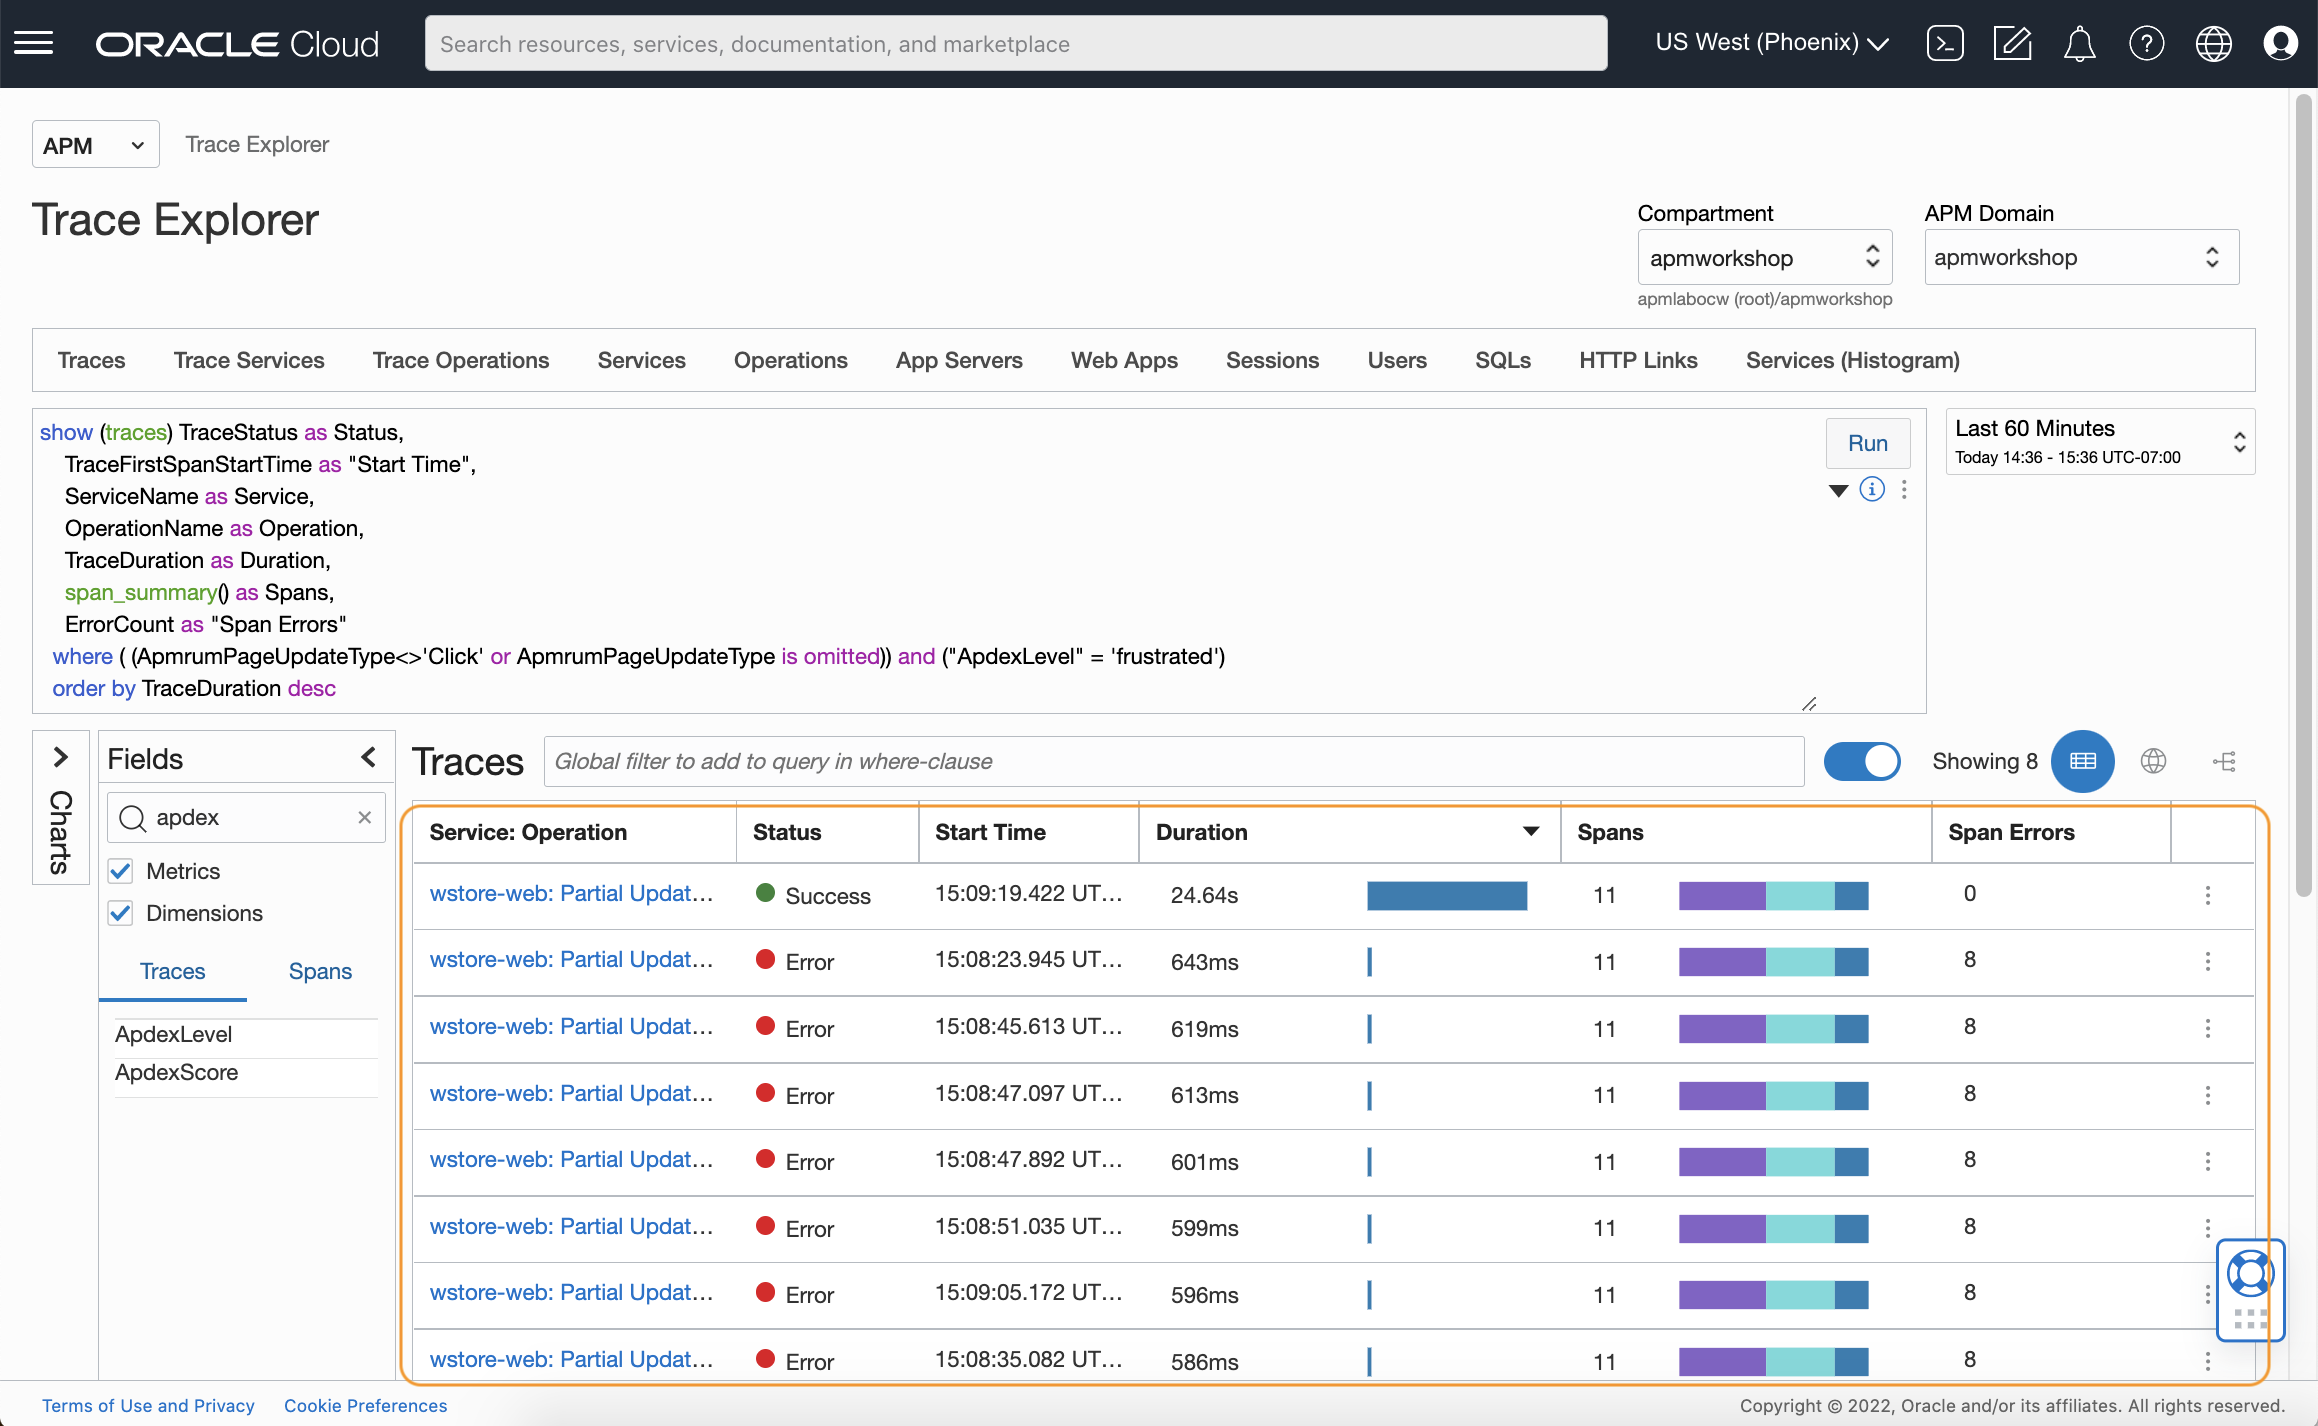 ORACLE Cloud
Search resources, services, documentation, and marketplace
US West (Phoenix)
APM
Trace Explorer
Trace Explorer
Compartment
apmworkshop
apmlabocw (root)/apmworkshop
APM Domain
apmworkshop
Traces Trace Services Trace Operations Services Operations App Servers Web Apps Sessions Users SQLs HTTP Links Services (Histogram)
show (traces) TraceStatus as Status,
TraceFirstSpanStartTime as "Start Time",
ServiceName as Service,
OperationName as Operation,
TraceDuration as Duration,
span_summary() as Spans,
ErrorCount as "Span Errors"
where ( (ApmrumPageUpdateType<>'Click' or ApmrumPageUpdateType is omitted)) and ("ApdexLevel" = 'frustrated')
order by TraceDuration desc
Run
Last 60 Minutes
Today 14:36 - 15:36 UTC-07:00
Charts
Fields
apdex
Metrics
Dimensions
Traces Spans
ApdexLevel
ApdexScore
Traces
Global filter to add to query in where-clause
Showing 8
Service: Operation Status Start Time Duration Spans Span Errors
wstore-web: Partial Updat... Success 15:09:19.422 UT... 24.64s 11 0
wstore-web: Partial Updat... Error 15:08:23.945 UT... 643ms 11 8
wstore-web: Partial Updat... Error 15:08:45.613 UT... 619ms 11 8
wstore-web: Partial Updat... Error 15:08:47.097 UT... 613ms 11 8
wstore-web: Partial Updat... Error 15:08:47.892 UT... 601ms 11 8
wstore-web: Partial Updat... Error 15:08:51.035 UT... 599ms 11 8
wstore-web: Partial Updat... Error 15:09:05.172 UT... 596ms 11 8
wstore-web: Partial Updat... Error 15:08:35.082 UT... 586ms 11 8
Terms of Use and Privacy Cookie Preferences
Copyright © 2022, Oracle and/or its affiliates. All rights reserved.